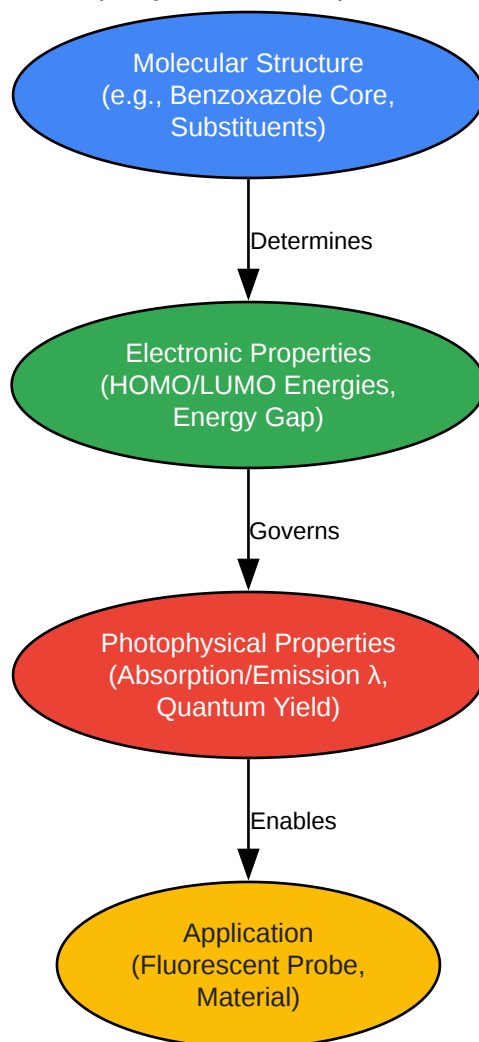 Molecular Structure
(e.g., Benzoxazole Core,
Substituents)
Determines
Electronic Properties
(HOMO/LUMO Energies,
Energy Gap)
Governs
Photophysical Properties
(Absorption/Emission λ,
Quantum Yield)
Enables
Application
(Fluorescent Probe,
Material)